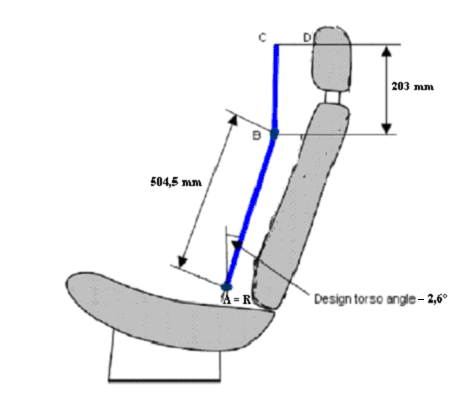 C D
203 mm
B
504,5 mm
A = R
Design torso angle – 2,6°